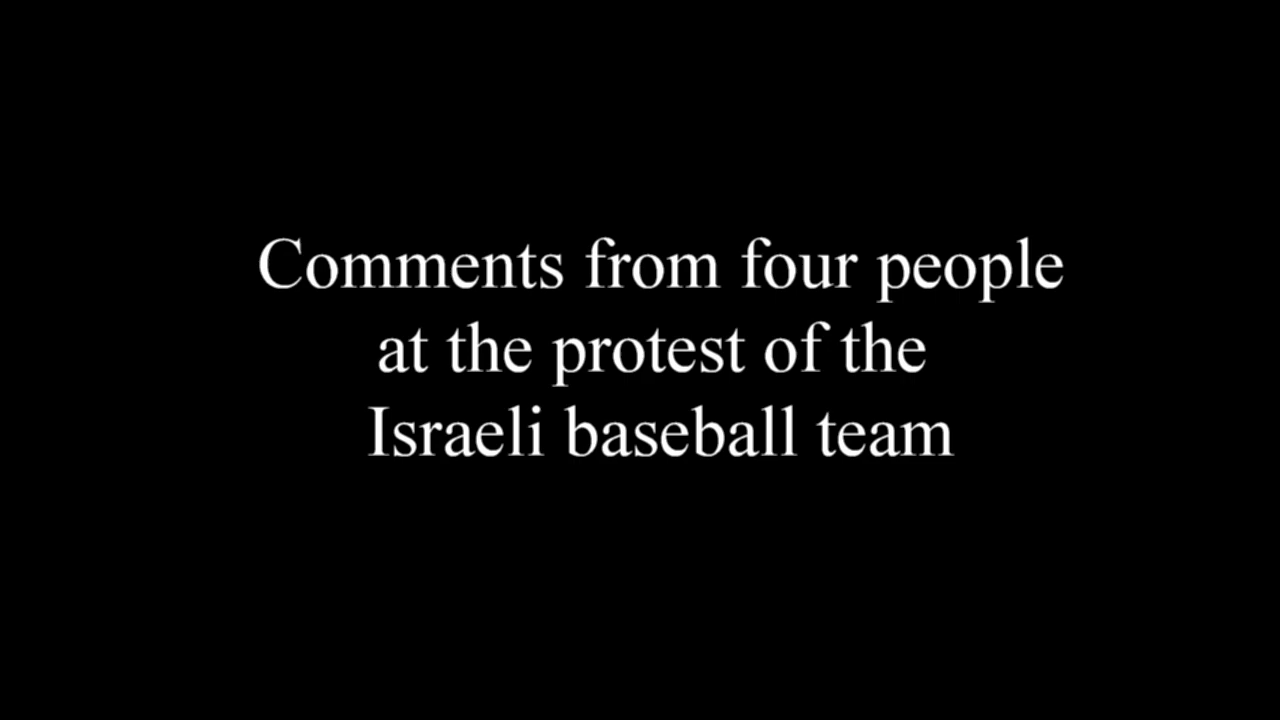 Comments from four people
at the protest of the
Israeli baseball team